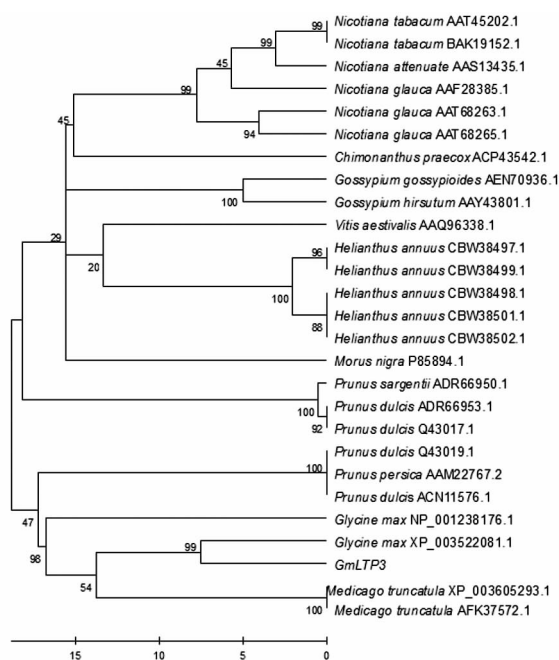 99 Nicotiana tabacum AAT45202.1
Nicotiana tabacum BAK19152.1
99
Nicotiana attenuate AAS13435.1
45
Nicotiana glauca AAF28385.1
99
Nicotiana glauca AAT68263.1
94 Nicotiana glauca AAT68265.1
45
Chimonanthus praecox ACP43542.1
Gossypium gossypioides AEN70936.1
100 Gossypium hirsutum AAY43801.1
Vitis aestivalis AAQ96338.1
29
96 Helianthus annuus CBW38497.1
20 Helianthus annuus CBW38499.1
100 Helianthus annuus CBW38498.1
Helianthus annuus CBW38501.1
88 Helianthus annuus CBW38502.1
Morus nigra P85894.1
Prunus sargentii ADR66950.1
100 Prunus dulcis ADR66953.1
92 Prunus dulcis Q43017.1
Prunus dulcis Q43019.1
100 Prunus persica AAM22767.2
Prunus dulcis ACN11576.1
47 Glycine max NP_001238176.1
99 Glycine max XP_003522081.1
98 GmLTP3
54 Medicago truncatula XP_003605293.1
100 Medicago truncatula AFK37572.1
15 10 5 0